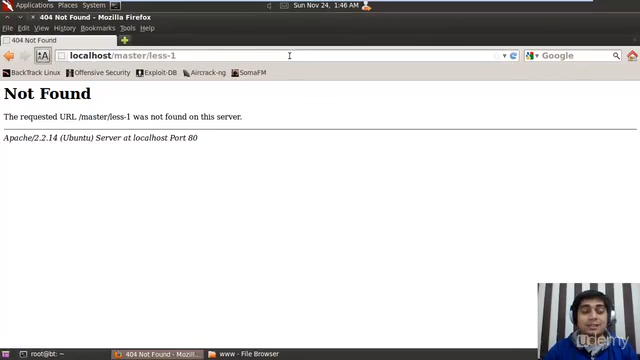 Applications Places System
Sun Nov 24, 1:46 AM
404 Not Found - Mozilla Firefox
File Edit View History Bookmarks Tools Help
404 Not Found
localhost/master/less-1
Google
BackTrack Linux Offensive Security Exploit-DB Aircrack-ng SomaFM
Not Found
The requested URL /master/less-1 was not found on this server.
Apache/2.2.14 (Ubuntu) Server at localhost Port 80
udemy
root@bt: ~
404 Not Found - Mozill...
www - File Browser